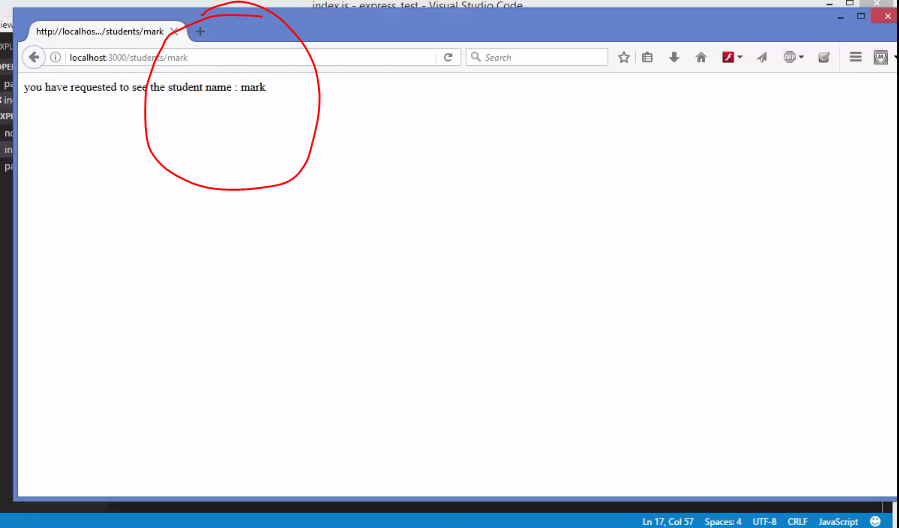 index.js - express_test - Visual Studio Code
http://localhos.../students/mark
localhost:3000/students/mark
Search
you have requested to see the student name : mark
Ln 17, Col 57 Spaces: 4 UTF-8 CRLF JavaScript